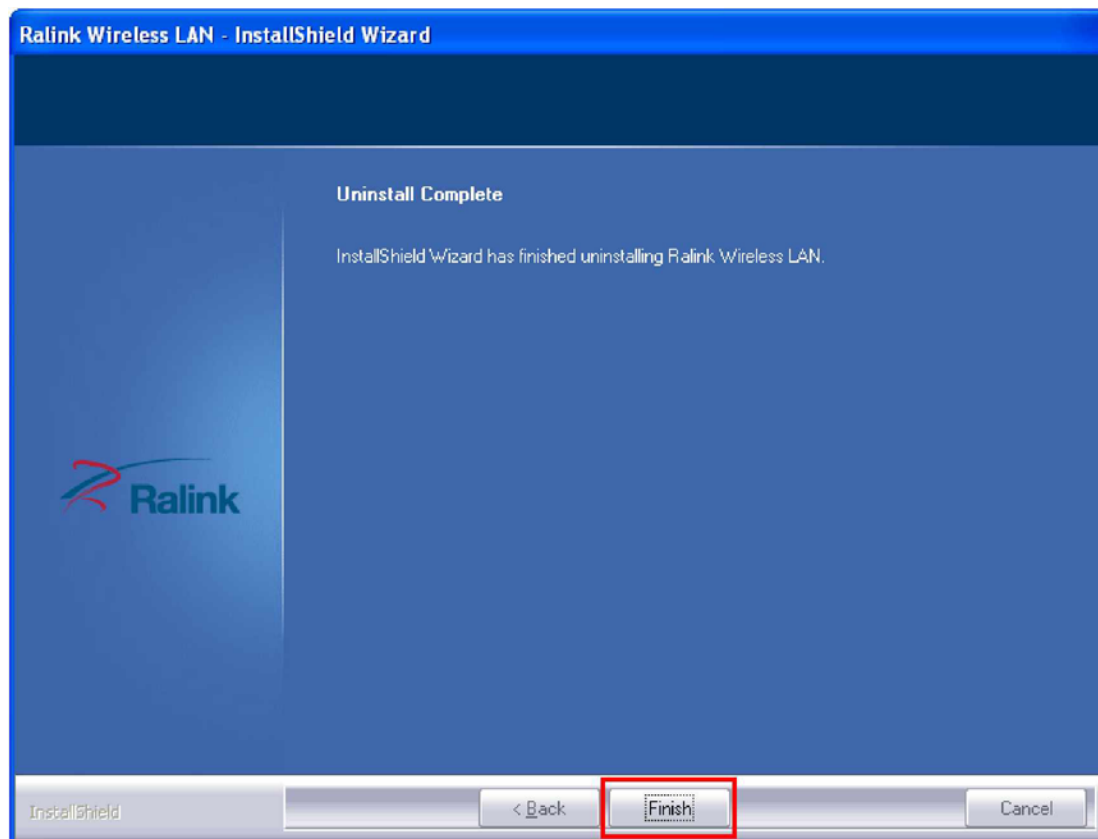 Ralink Wireless LAN - InstallShield Wizard
Uninstall Complete
InstallShield Wizard has finished uninstalling Ralink Wireless LAN.
Ralink
InstallShield
< Back
Finish
Cancel